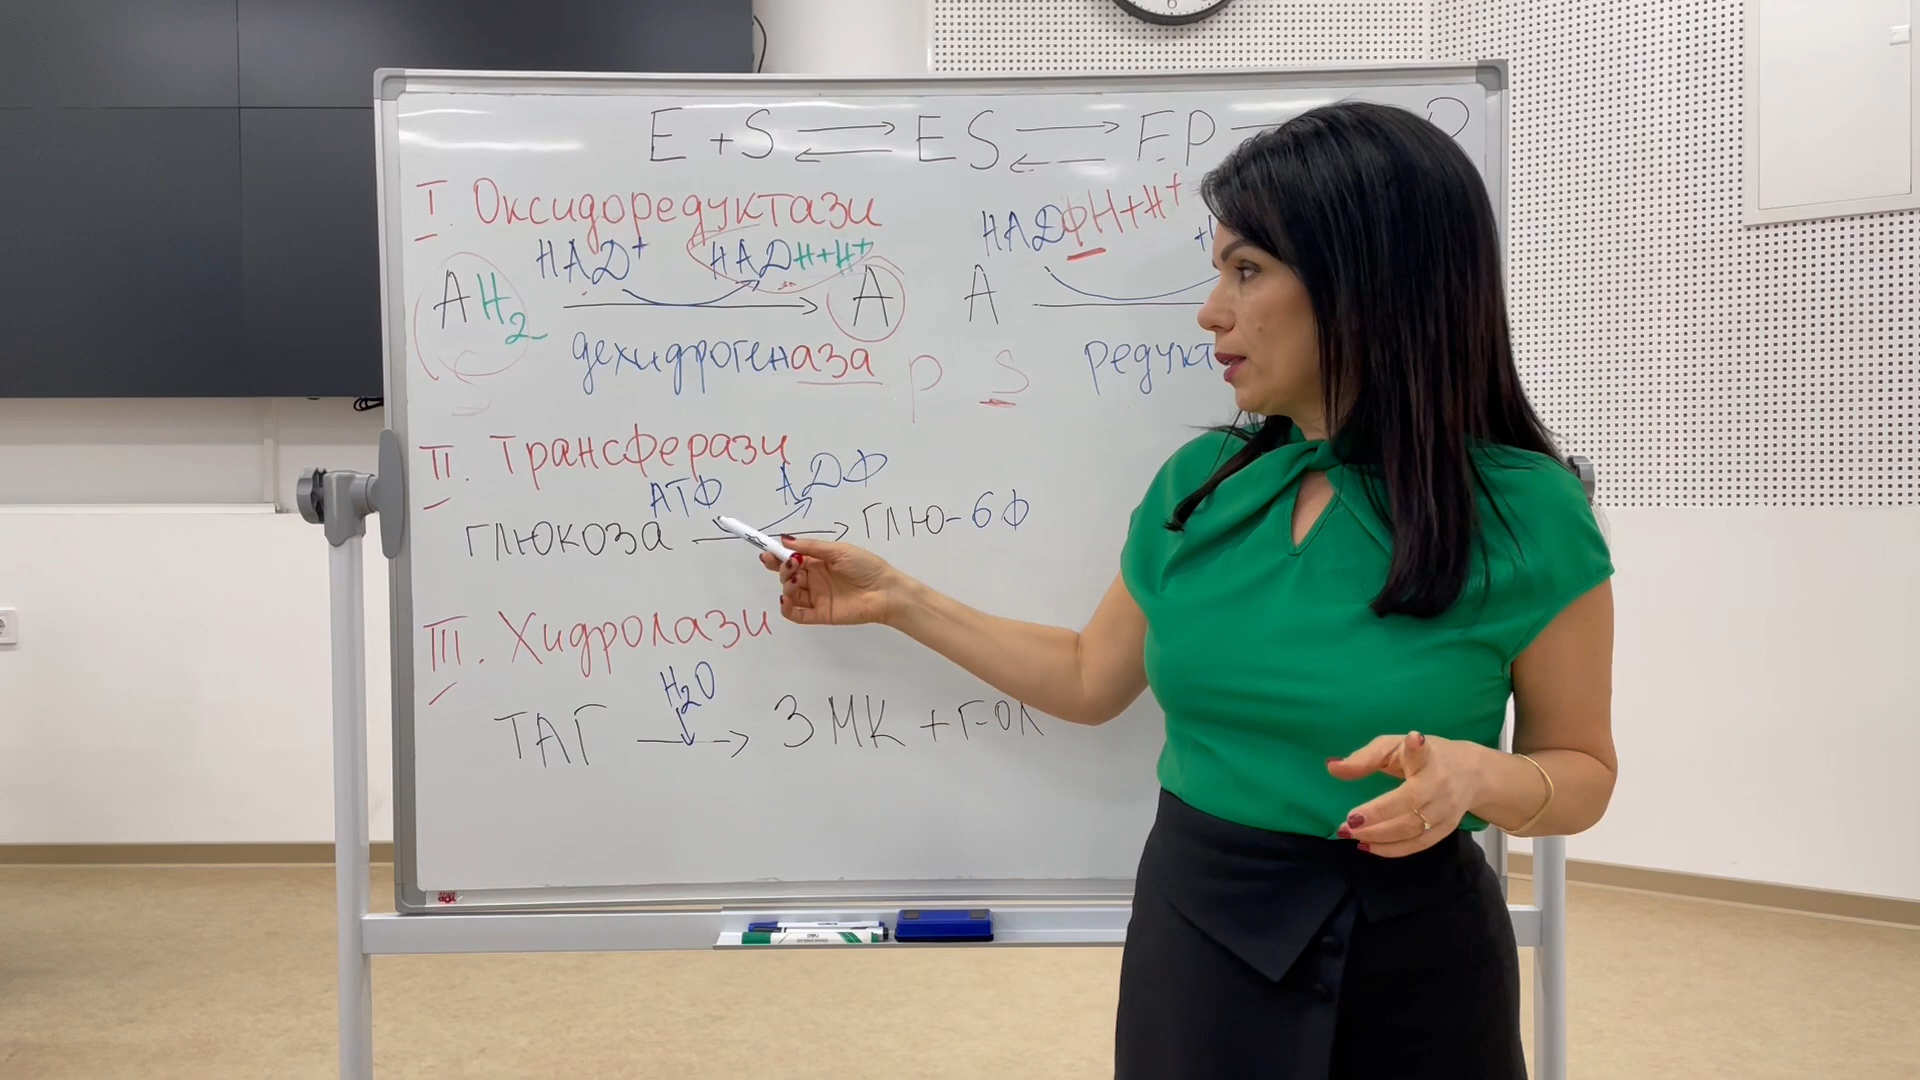 E + S ⇌ ES ⇌ EP
I. Оксидоредуктази
НАД⁺ НАДН+Н⁺ НАДФН+Н⁺
АН₂ → А А
дехидрогеназа Р S редукт
II. Трансферази
АТФ АДФ
глюкоза → глю-6Ф
III. Хидролази
Н₂О
ТАГ → 3 МК + Г-ол